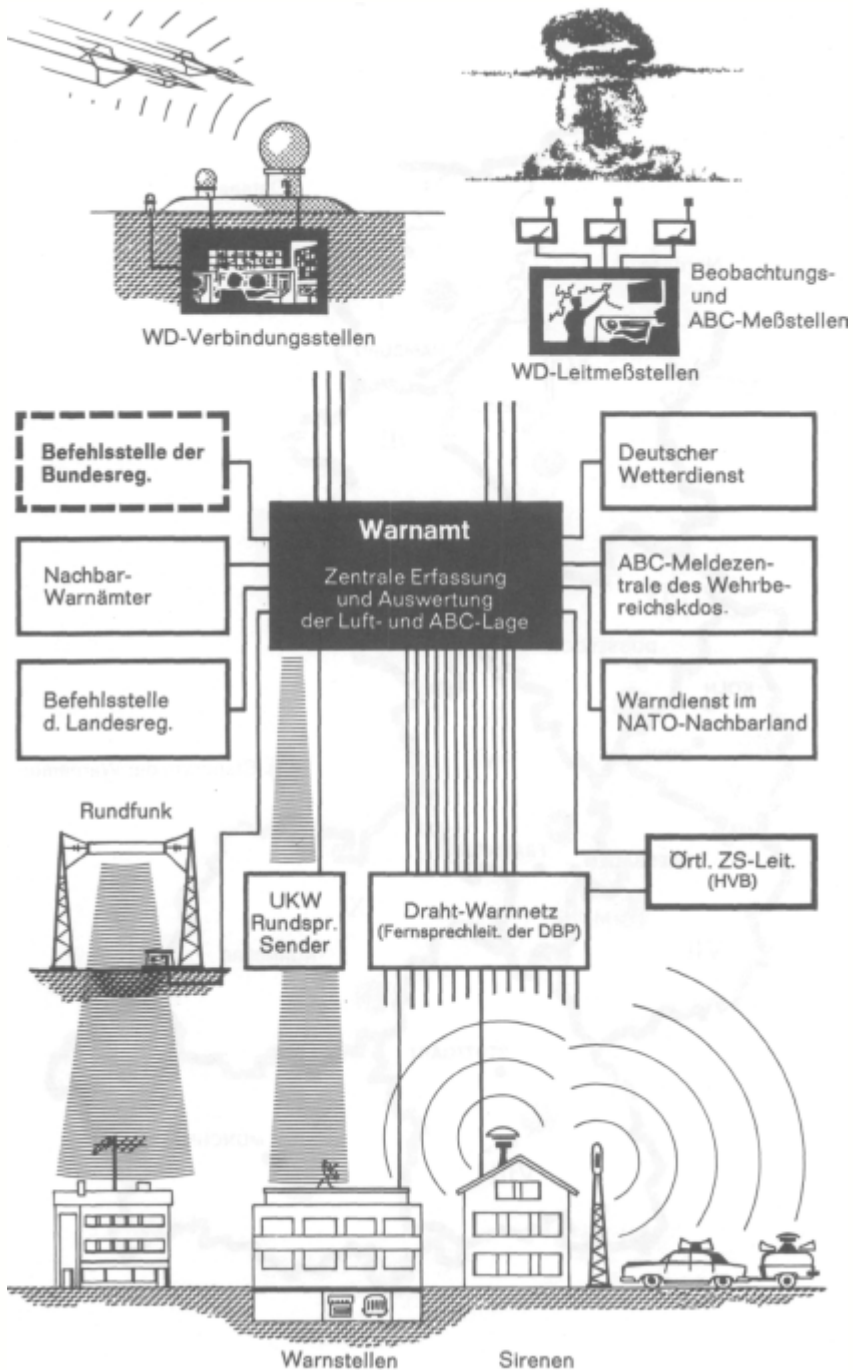 WD-Verbindungsstellen
Beobachtungs-
und
ABC-Meßstellen
WD-Leitmeßstellen
Befehlsstelle der
Bundesreg.
Deutscher
Wetterdienst
Warnamt
Zentrale Erfassung
und Auswertung
der Luft- und ABC-Lage
Nachbar-
Warnämter
ABC-Meldezen-
trale des Wehrbe-
reichskdos.
Befehlsstelle
d. Landesreg.
Warndienst im
NATO-Nachbarland
Rundfunk
Örtl. ZS-Leit.
(HVB)
UKW
Rundspr.
Sender
Draht-Warnnetz
(Fernsprechleit. der DBP)
Warnstellen
Sirenen